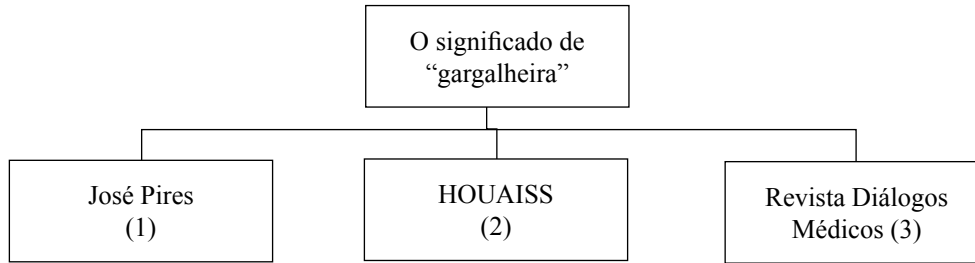 O significado de
“gargalheira”
José Pires
(1)
HOUAISS
(2)
Revista Diálogos
Médicos (3)